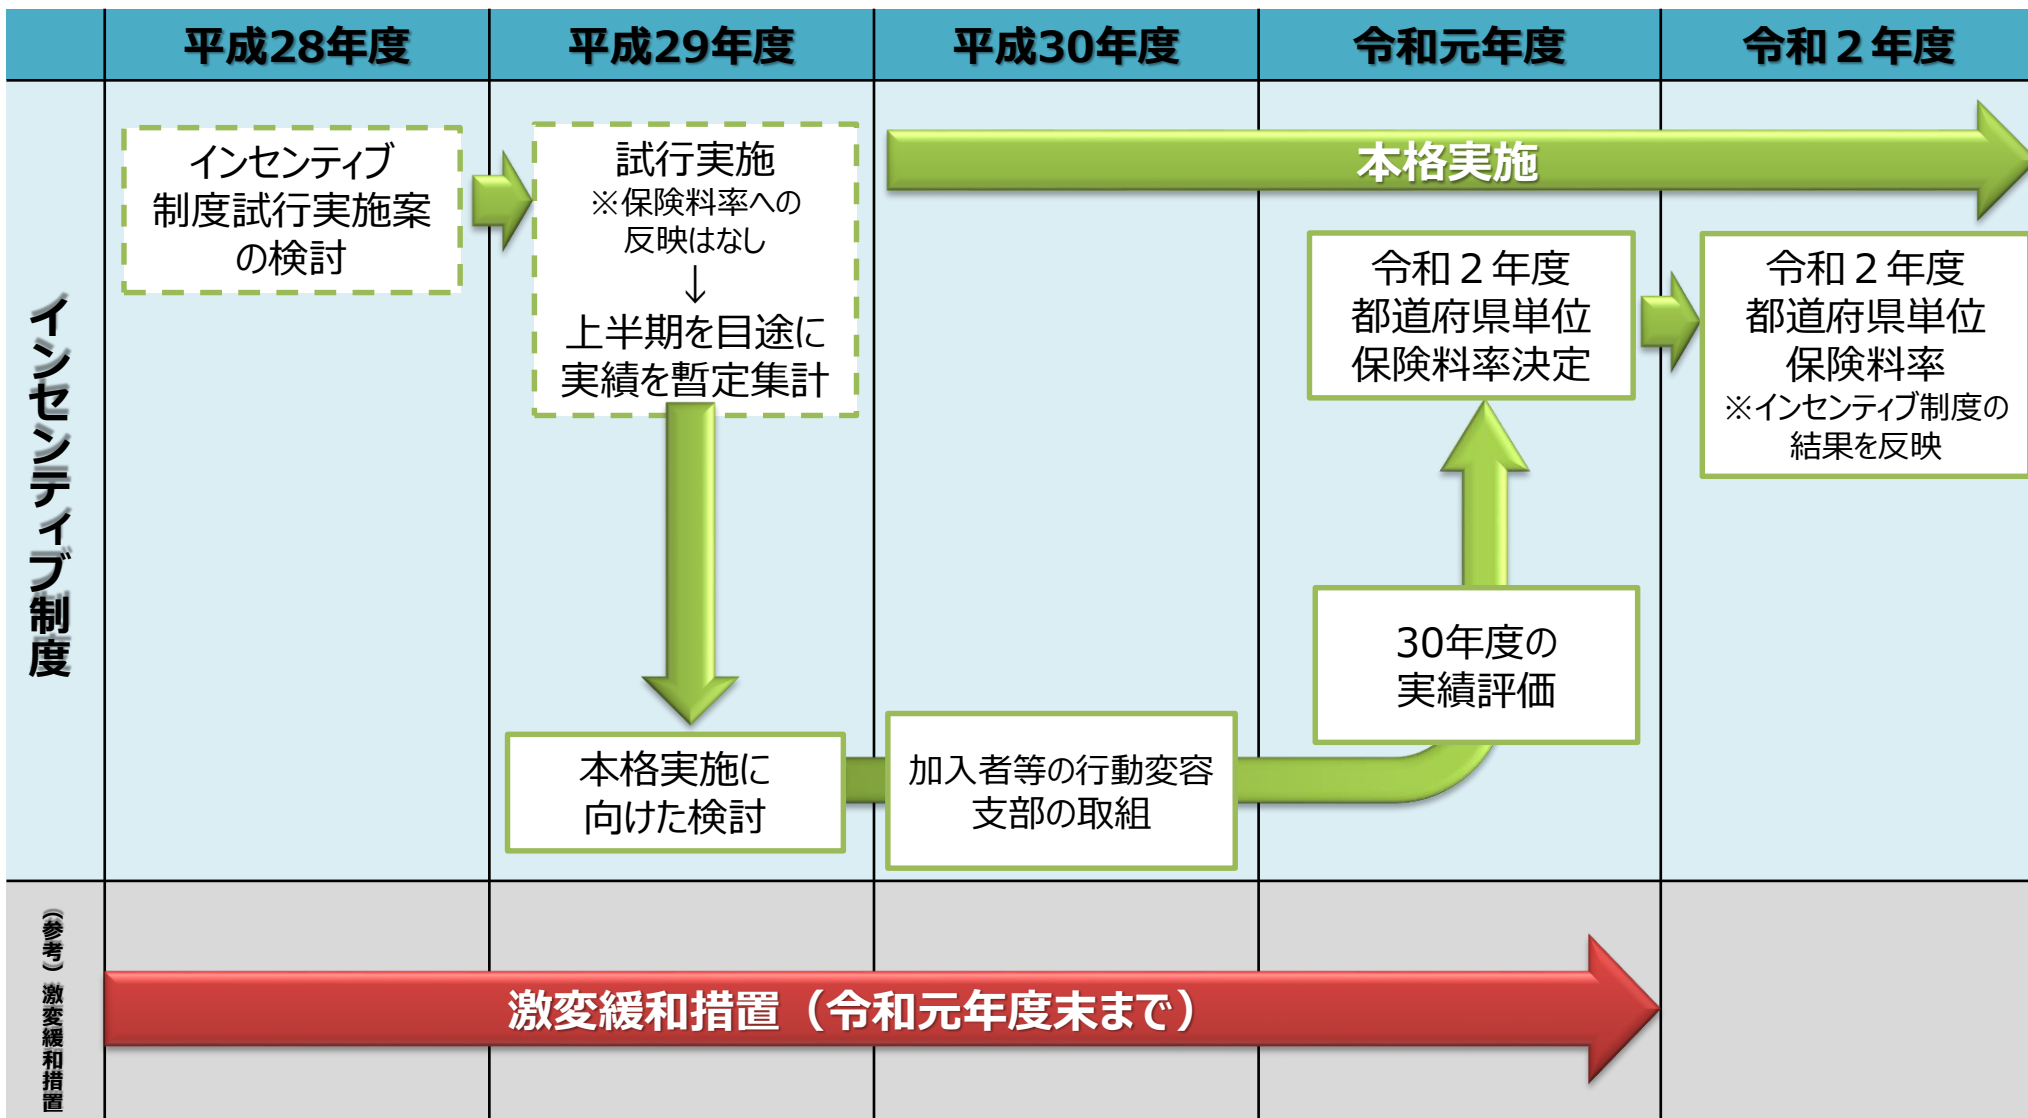 平成28年度
平成29年度
平成30年度
令和元年度
令和２年度
インセンティブ制度
インセンティブ
制度試行実施案
の検討
試行実施
※保険料率への
反映はなし
↓
上半期を目途に
実績を暫定集計
本格実施に
向けた検討
本格実施
加入者等の行動変容
支部の取組
30年度の
実績評価
令和２年度
都道府県単位
保険料率決定
令和２年度
都道府県単位
保険料率
※インセンティブ制度の
結果を反映
（参考）激変緩和措置
激変緩和措置（令和元年度末まで）